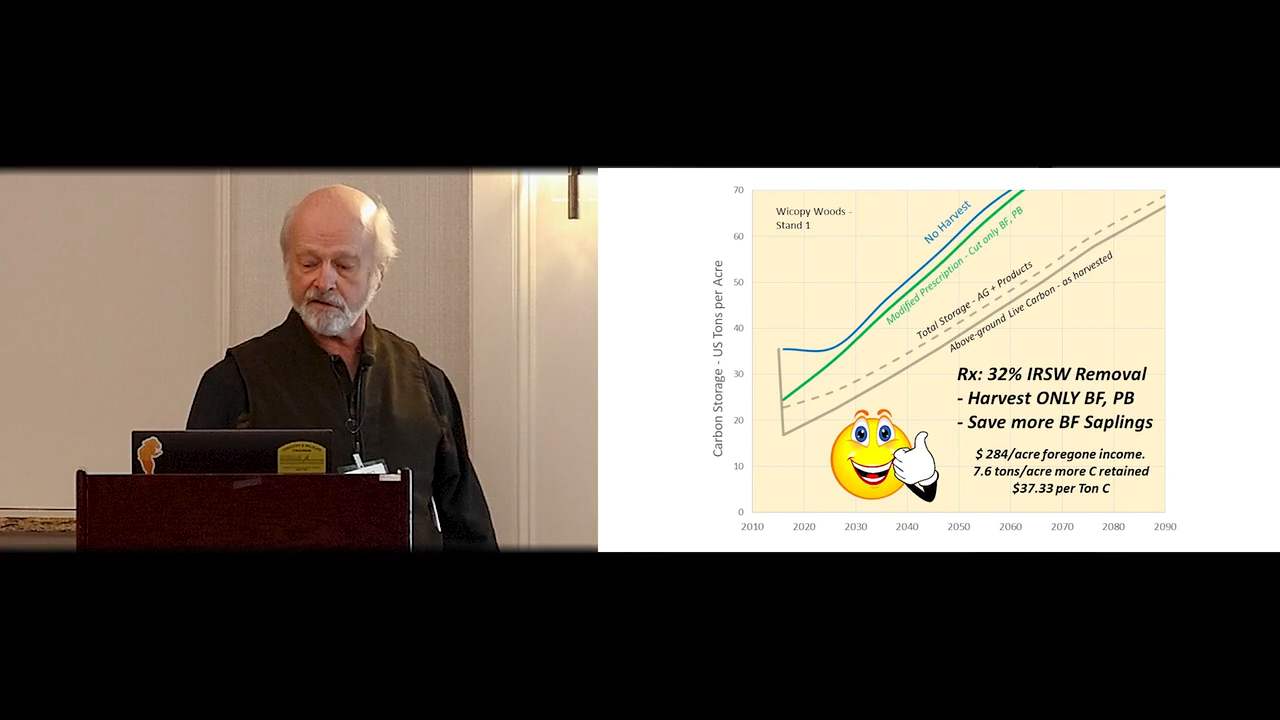 Wicopy Woods -
Stand 1
Carbon Storage - US Tons per Acre
70
60
50
40
30
20
10
0
2010
2020
2030
2040
2050
2060
2070
2080
2090
No Harvest
Modified Prescription - Cut only BF, PB
Total Storage - AG + Products
Above-ground Live Carbon - as harvested
Rx: 32% IRSW Removal
- Harvest ONLY BF, PB
- Save more BF Saplings
$ 284/acre foregone income.
7.6 tons/acre more C retained
$37.33 per Ton C